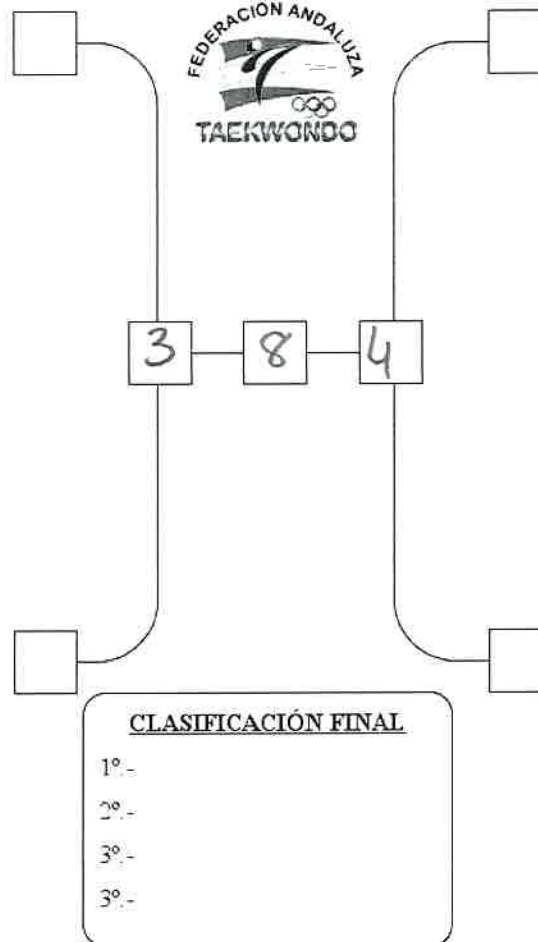 FEDERACION ANDALUZA
TAEKWONDO
3 8 4
CLASIFICACIÓN FINAL
1º.-
2º.-
3º.-
3º.-